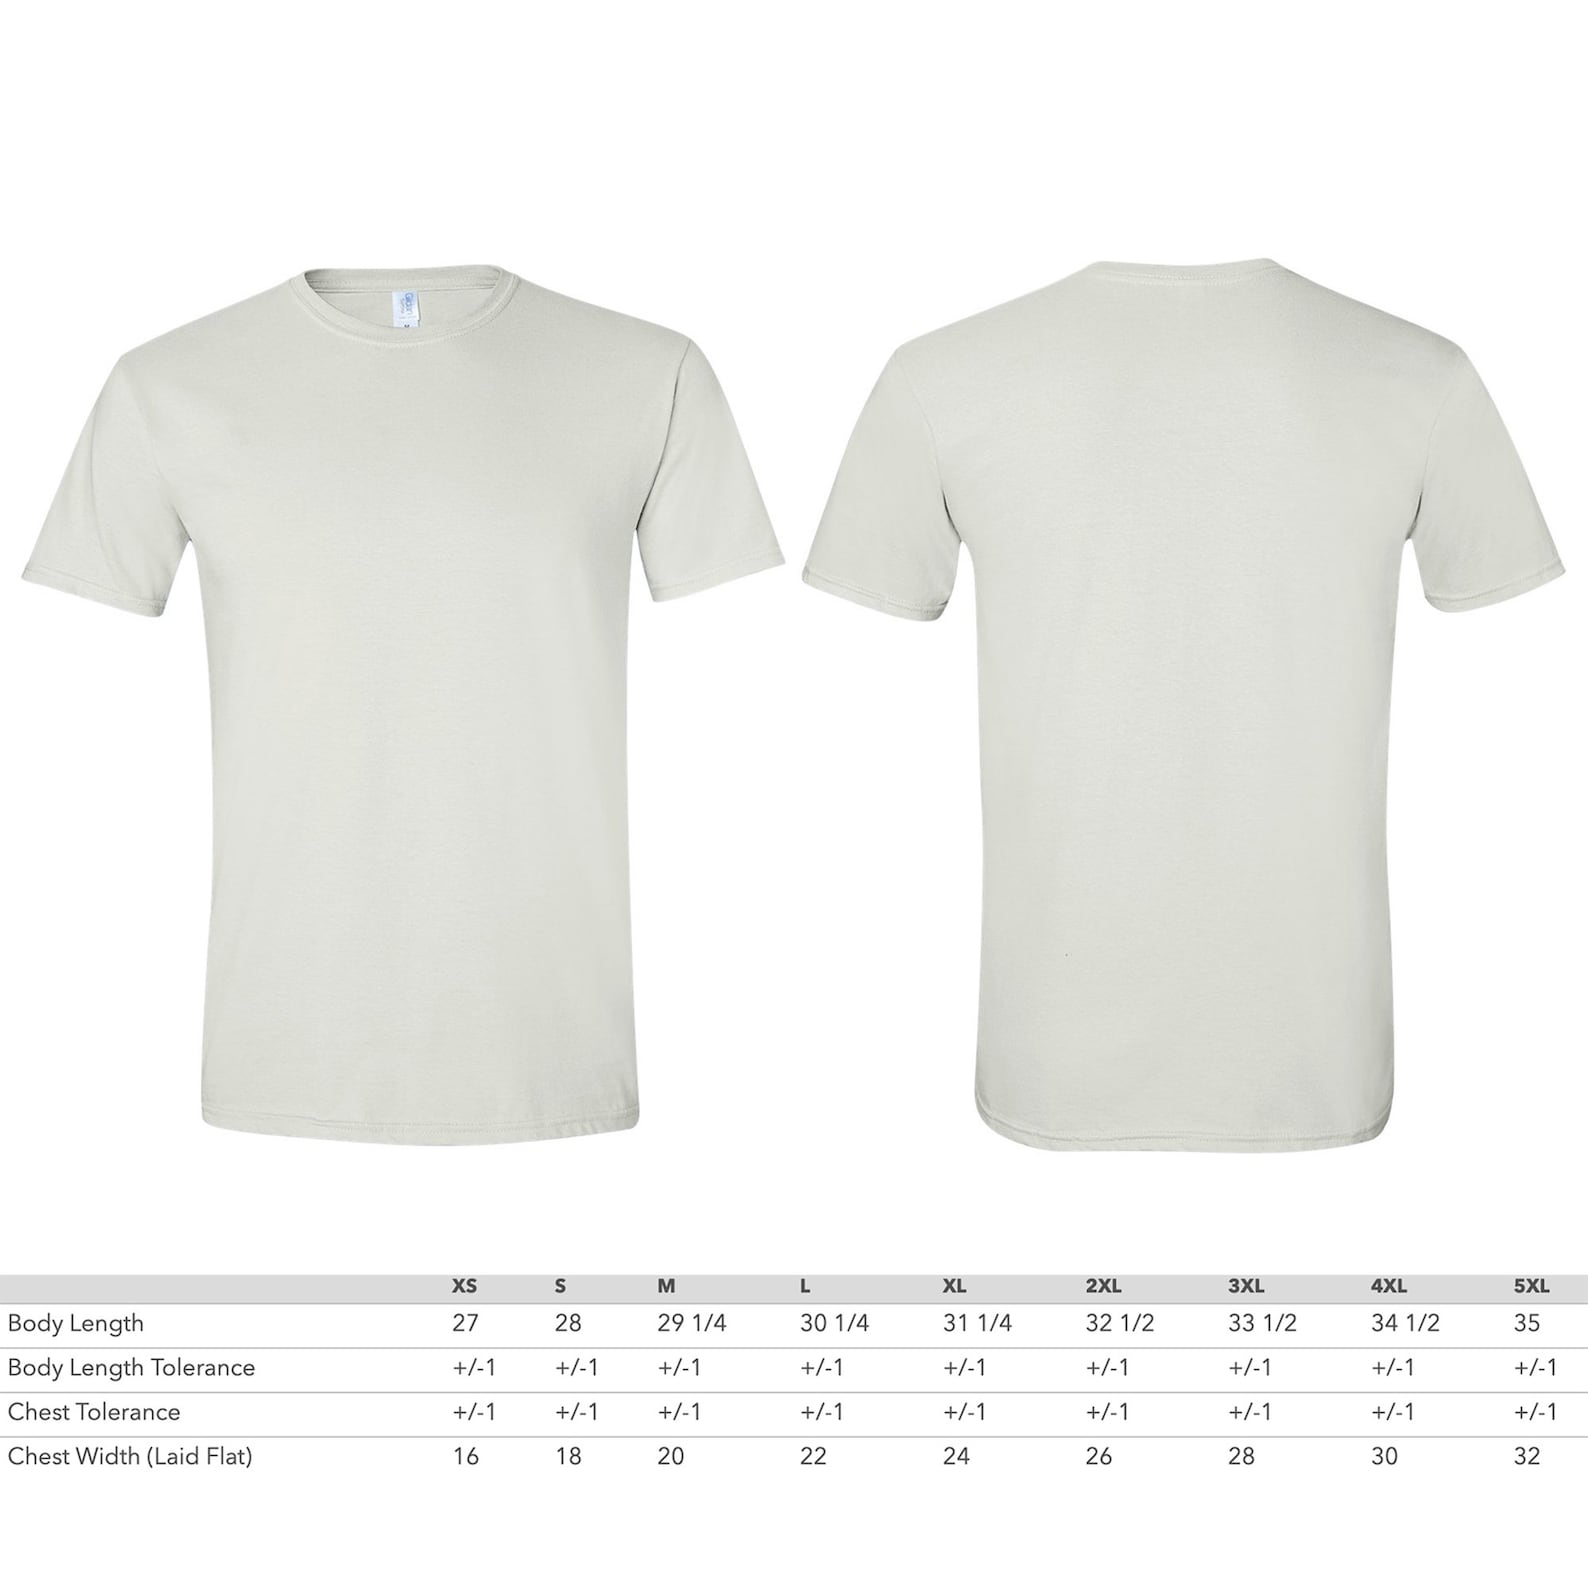 GILDAN
M
XS S M L XL 2XL 3XL 4XL 5XL
Body Length 27 28 29 1/4 30 1/4 31 1/4 32 1/2 33 1/2 34 1/2 35
Body Length Tolerance +/-1 +/-1 +/-1 +/-1 +/-1 +/-1 +/-1 +/-1 +/-1
Chest Tolerance +/-1 +/-1 +/-1 +/-1 +/-1 +/-1 +/-1 +/-1 +/-1
Chest Width (Laid Flat) 16 18 20 22 24 26 28 30 32